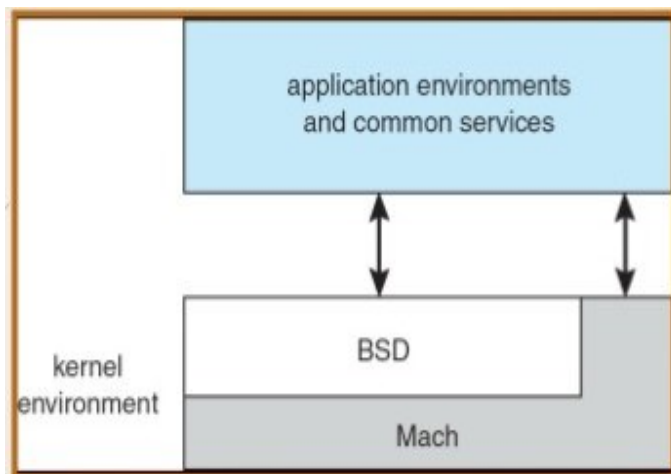 application environments
and common services
BSD
kernel
environment
Mach